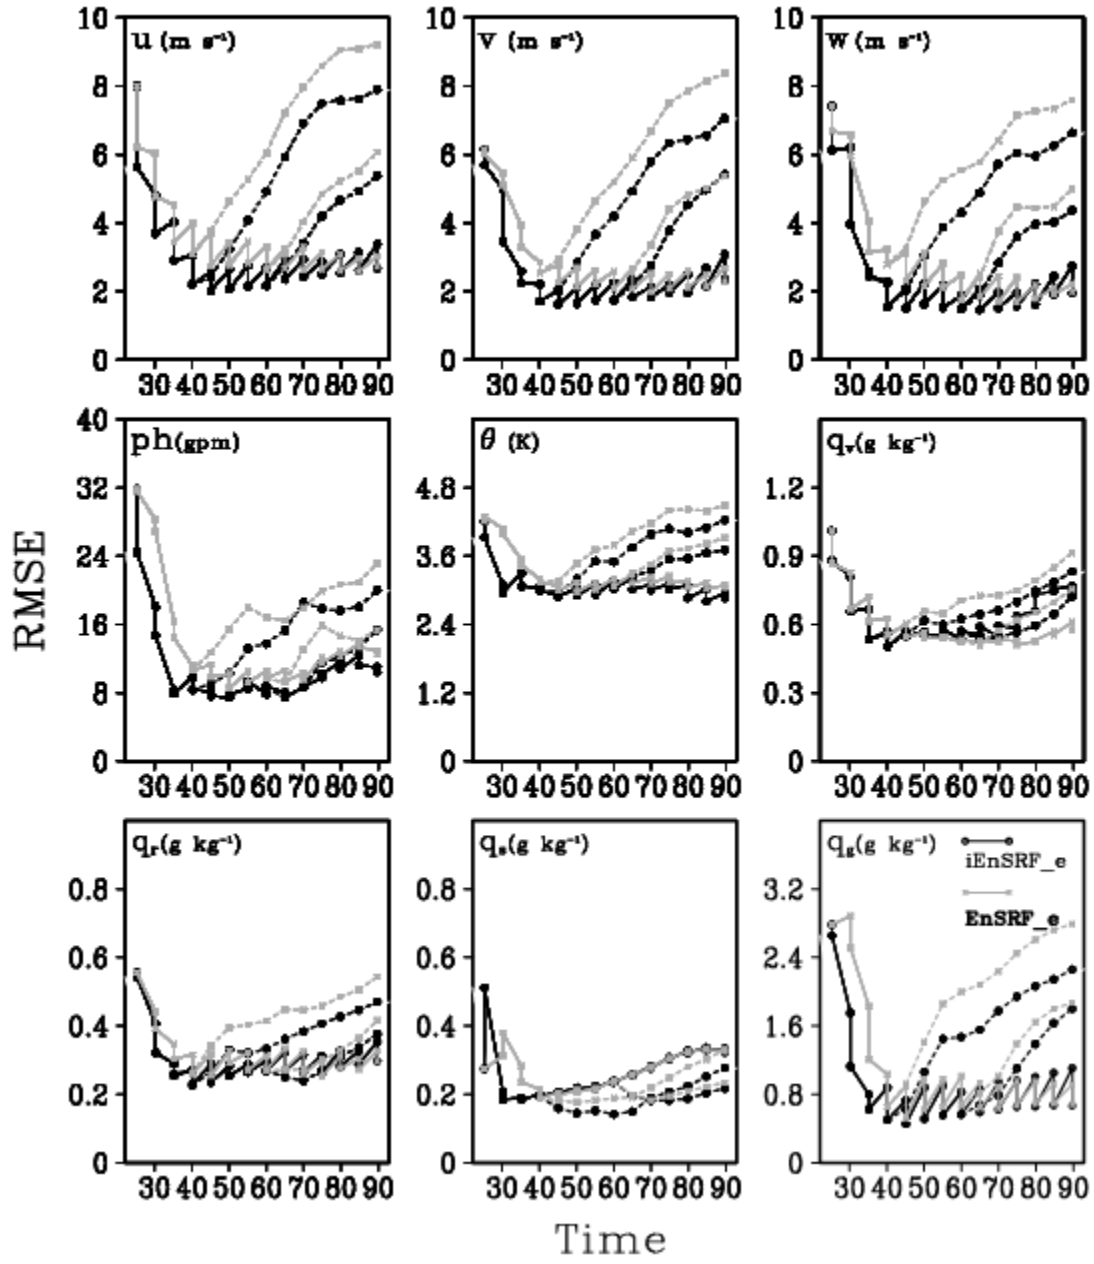 10
u (m s⁻¹)
8
6
4
2
0
30 40 50 60 70 80 90
10
v (m s⁻¹)
8
6
4
2
0
30 40 50 60 70 80 90
10
w (m s⁻¹)
8
6
4
2
0
30 40 50 60 70 80 90
RMSE
40
ph(gpm)
32
24
16
8
0
30 40 50 60 70 80 90
θ (K)
4.8
3.6
2.4
1.2
0
30 40 50 60 70 80 90
qᵥ(g kg⁻¹)
1.2
0.9
0.6
0.3
0
30 40 50 60 70 80 90
qᵣ(g kg⁻¹)
0.8
0.6
0.4
0.2
0
30 40 50 60 70 80 90
qₛ(g kg⁻¹)
0.8
0.6
0.4
0.2
0
30 40 50 60 70 80 90
q_g(g kg⁻¹)
iEnSRF_e
EnSRF_e
3.2
2.4
1.6
0.8
0
30 40 50 60 70 80 90
Time